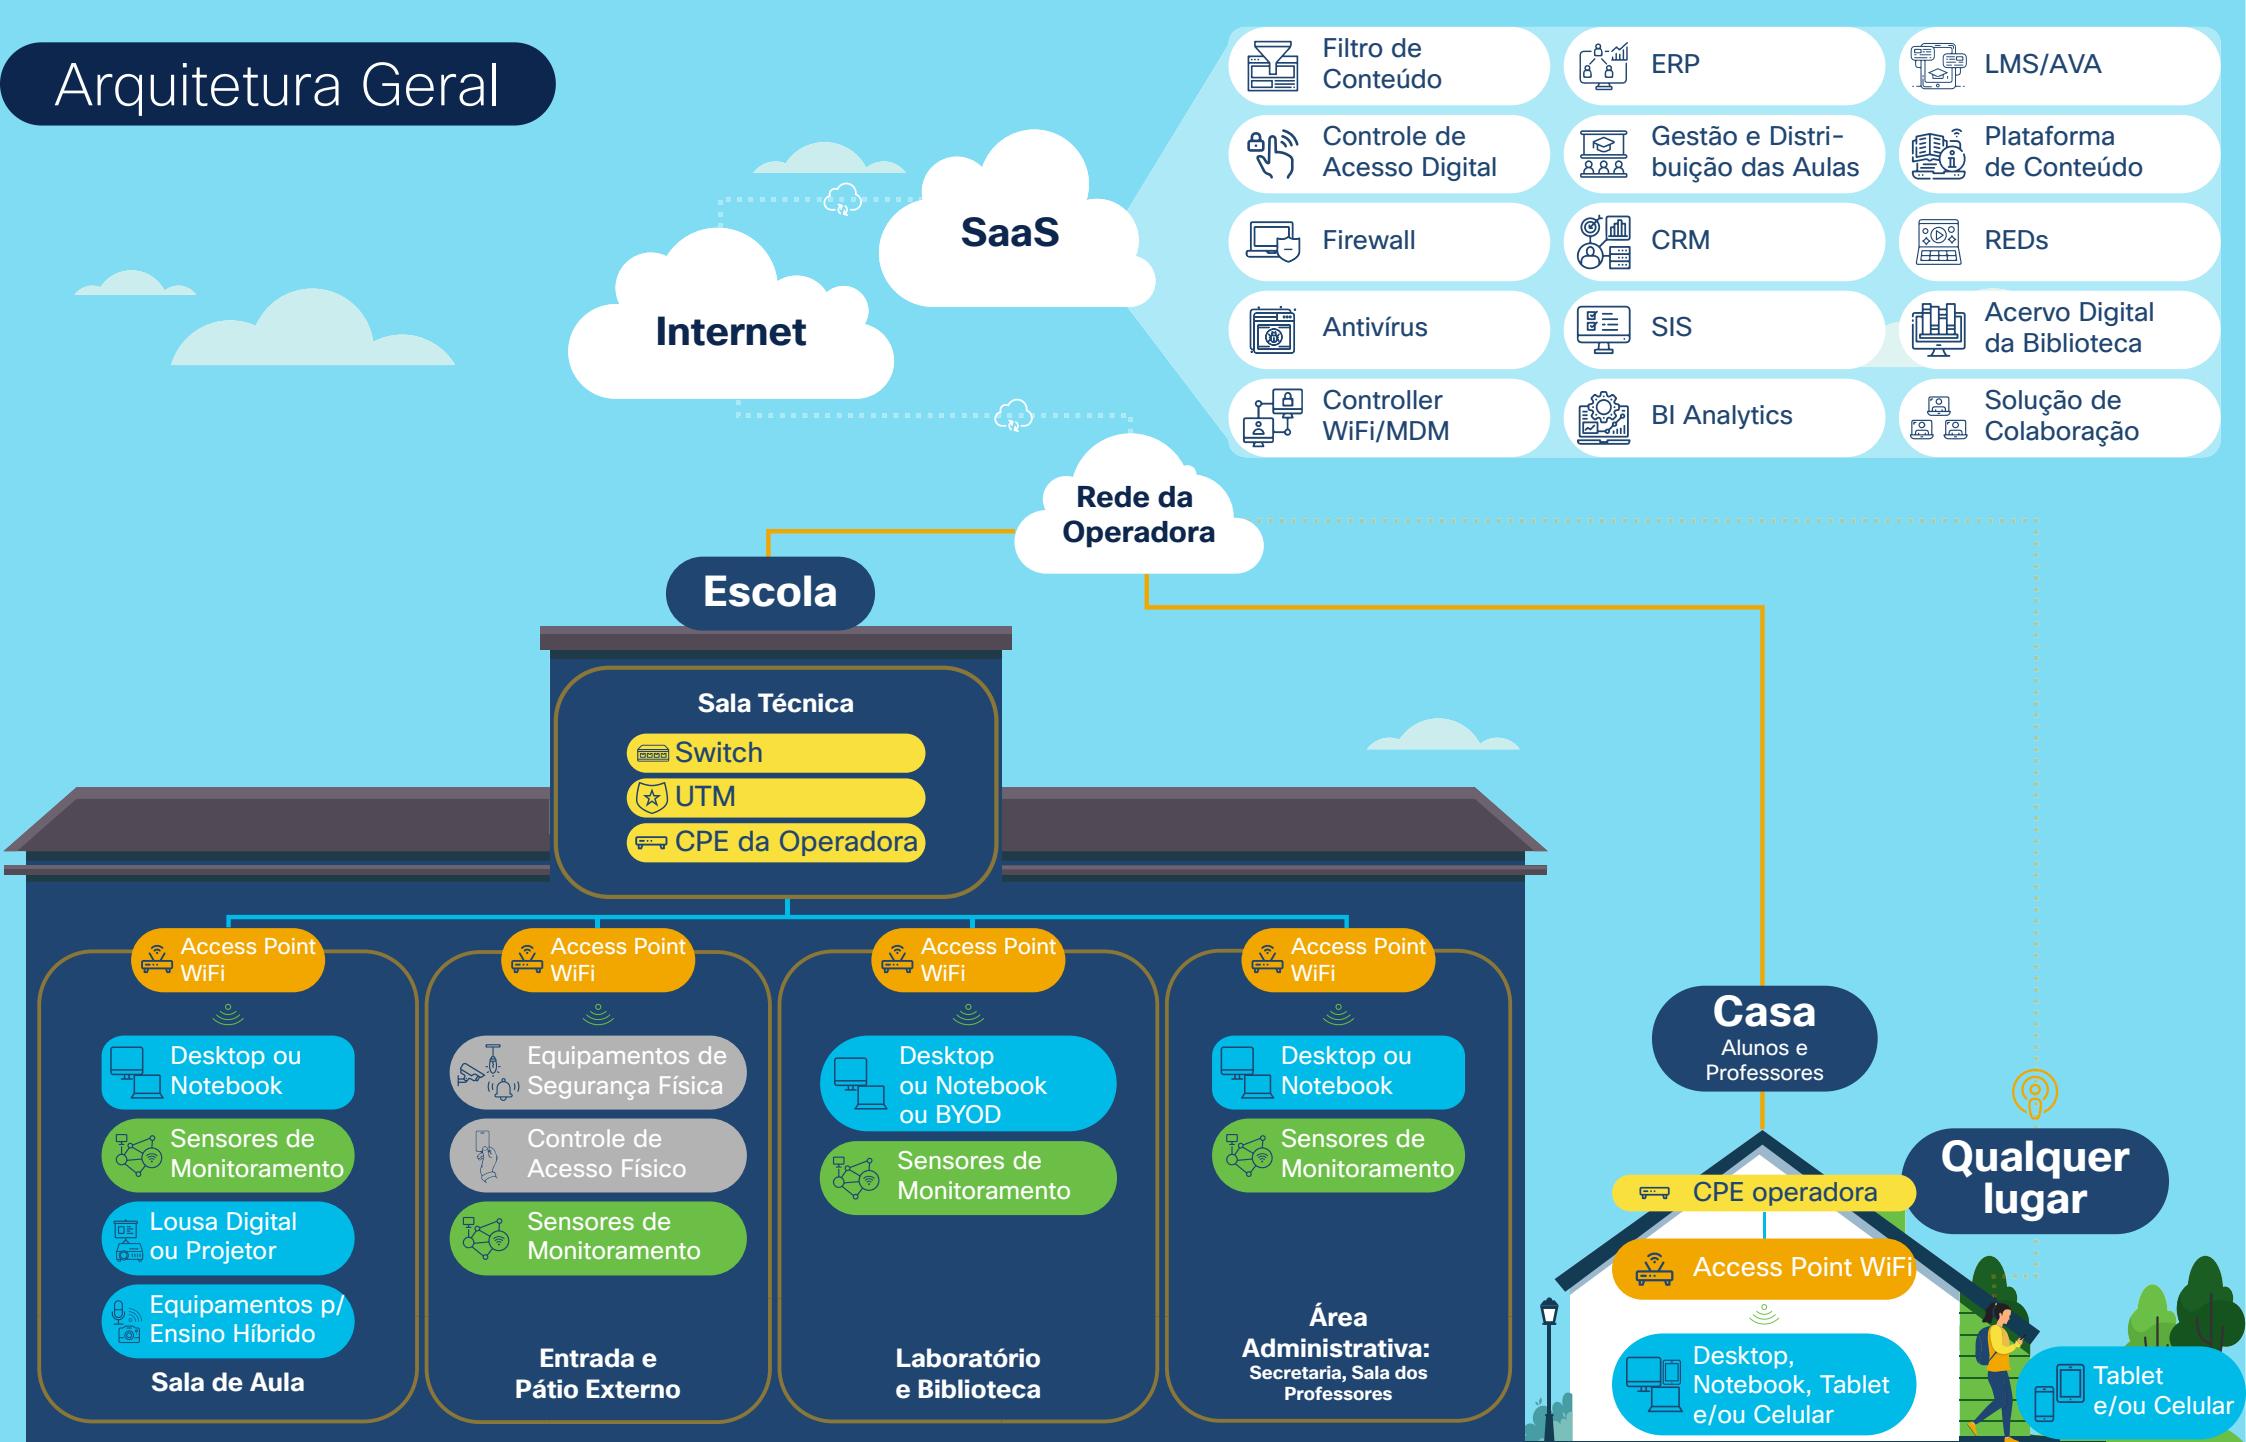 Arquitetura Geral
Filtro de
Conteúdo
ERP
LMS/AVA
Controle de
Acesso Digital
Gestão e Distri-
buição das Aulas
Plataforma
de Conteúdo
Firewall
CRM
REDs
Antivírus
SIS
Acervo Digital
da Biblioteca
Controller
WiFi/MDM
BI Analytics
Solução de
Colaboração
SaaS
Internet
Rede da
Operadora
Escola
Sala Técnica
Switch
UTM
CPE da Operadora
Access Point
WiFi
Desktop ou
Notebook
Sensores de
Monitoramento
Lousa Digital
ou Projetor
Equipamentos p/
Ensino Híbrido
Sala de Aula
Access Point
WiFi
Equipamentos de
Segurança Física
Controle de
Acesso Físico
Sensores de
Monitoramento
Entrada e
Pátio Externo
Access Point
WiFi
Desktop
ou Notebook
ou BYOD
Sensores de
Monitoramento
Laboratório
e Biblioteca
Access Point
WiFi
Desktop ou
Notebook
Sensores de
Monitoramento
Área
Administrativa:
Secretaria, Sala dos
Professores
Casa
Alunos e
Professores
CPE operadora
Access Point WiFi
Desktop,
Notebook, Tablet
e/ou Celular
Qualquer
lugar
Tablet
e/ou Celular